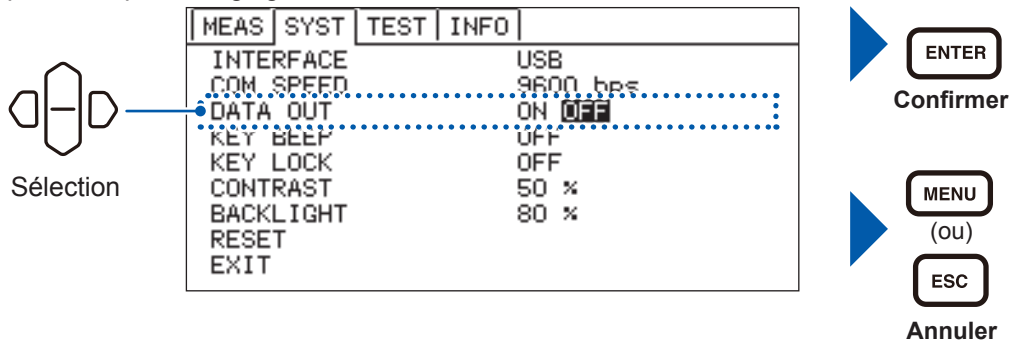 MEAS SYST TEST INFO
INTERFACE USB
COM SPEED 9600 bps
DATA OUT ON OFF
KEY BEEP OFF
KEY LOCK OFF
CONTRAST 50 %
BACKLIGHT 80 %
RESET
EXIT
Sélection
ENTER
Confirmer
MENU
(ou)
ESC
Annuler